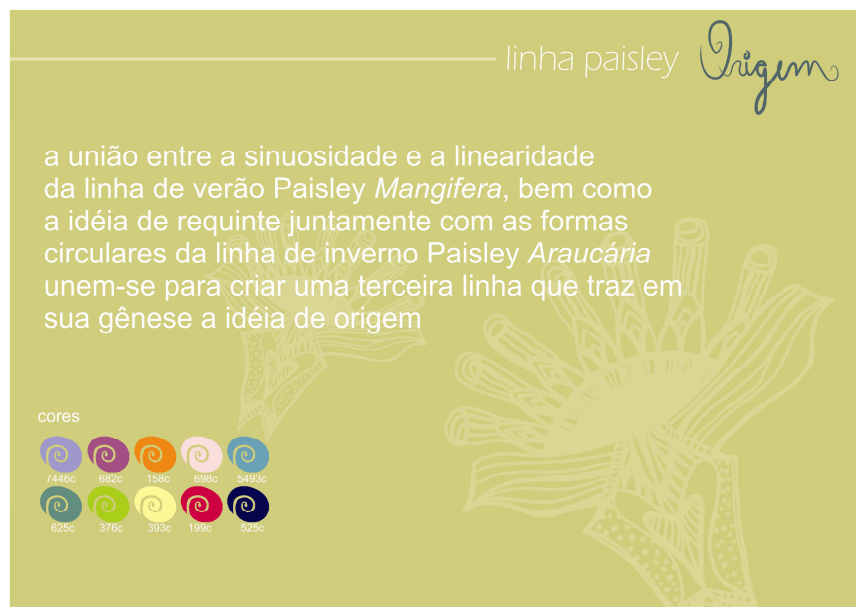 linha paisley Origem
a união entre a sinuosidade e a linearidade
da linha de verão Paisley Mangifera, bem como
a idéia de requinte juntamente com as formas
circulares da linha de inverno Paisley Araucária
unem-se para criar uma terceira linha que traz em
sua gênese a idéia de origem
cores
7446c 682c 158c 698c 5493c
625c 376c 393c 199c 525c